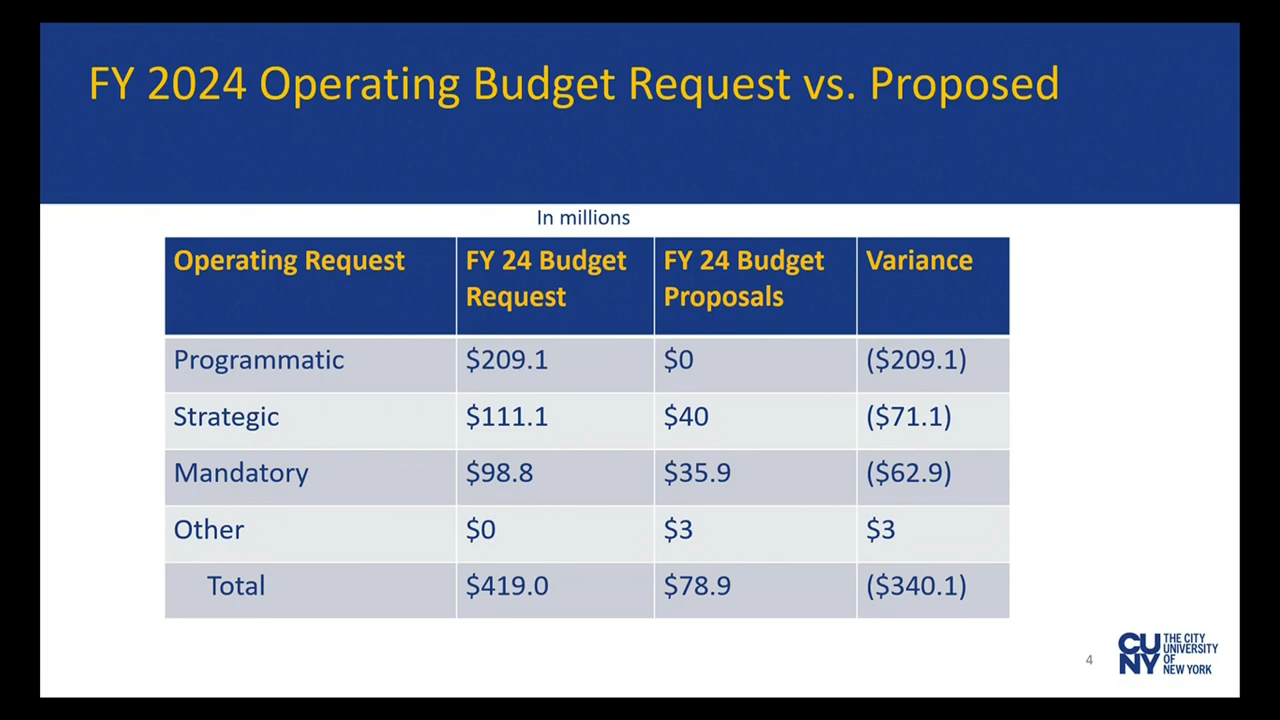 FY 2024 Operating Budget Request vs. Proposed
In millions
Operating Request FY 24 Budget Request FY 24 Budget Proposals Variance
Programmatic $209.1 $0 ($209.1)
Strategic $111.1 $40 ($71.1)
Mandatory $98.8 $35.9 ($62.9)
Other $0 $3 $3
Total $419.0 $78.9 ($340.1)
4
CU
NY
THE CITY
UNIVERSITY
OF
NEW YORK